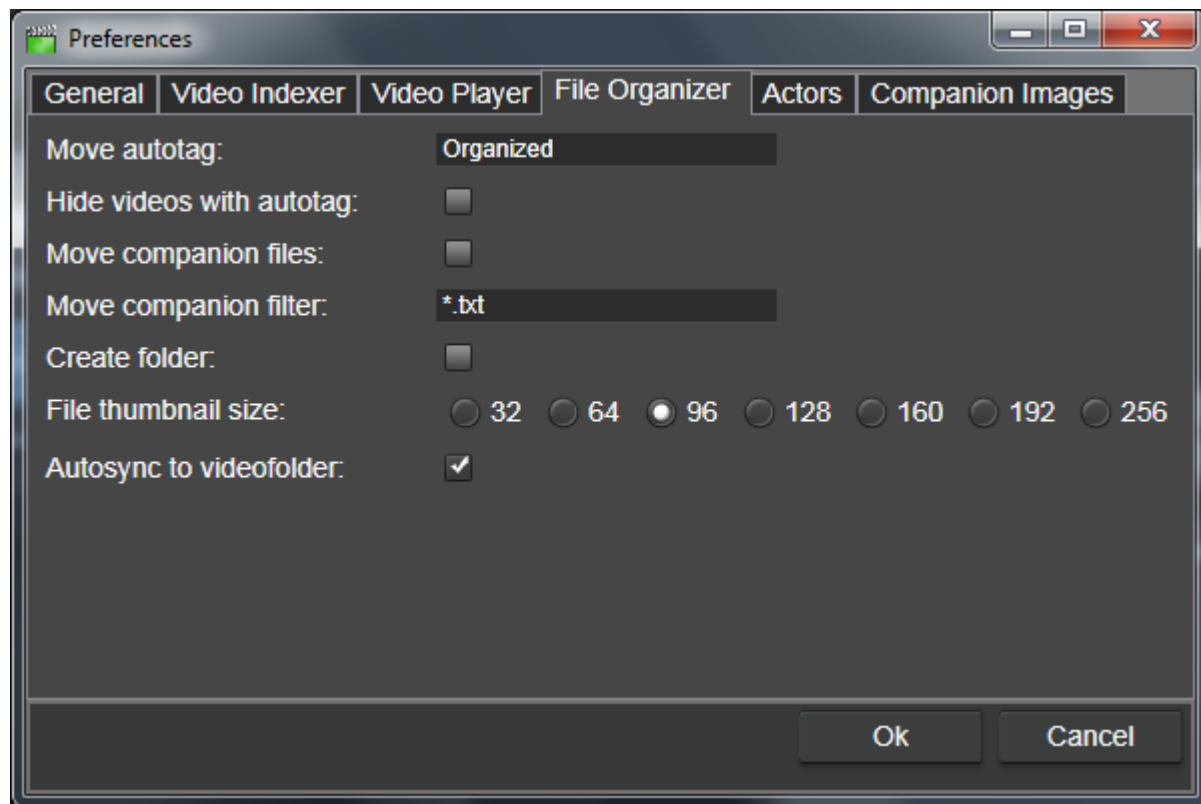 Preferences
General Video Indexer Video Player File Organizer Actors Companion Images
Move autotag: Organized
Hide videos with autotag:
Move companion files:
Move companion filter: *.txt
Create folder:
File thumbnail size: 32 64 96 128 160 192 256
Autosync to videofolder:
Ok Cancel